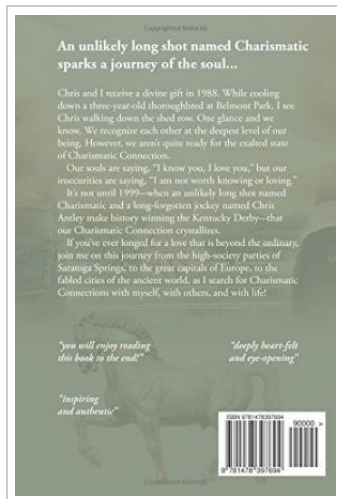 Copyrighted Material
An unlikely long shot named Charismatic
sparks a journey of the soul...
Chris and I receive a divine gift in 1988. While cooling
down a three-year-old thoroughbred at Belmont Park, I see
Chris walking down the shed row. One glance and we
know. We recognize each other at the deepest level of our
being. However, we aren't quite ready for the exalted state
of Charismatic Connection.
Our souls are saying, "I know you, I love you," but our
insecurities are saying, "I am not worth knowing or loving."
It's not until 1999—when an unlikely long shot named
Charismatic and a long-forgotten jockey named Chris
Antley make history winning the Kentucky Derby—that
our Charismatic Connection crystallizes.
If you've ever longed for a love that is beyond the ordinary,
join me on this journey from the high-society parties of
Saratoga Springs, to the great capitals of Europe, to the
fabled cities of the ancient world, as I search for Charismatic
Connections with myself, with others, and with life!
"you will enjoy reading
this book to the end!"
"deeply heart-felt
and eye-opening"
"inspiring
and authentic"
ISBN 9781478397694
90000 >
9 781478 397694
Copyrighted Material